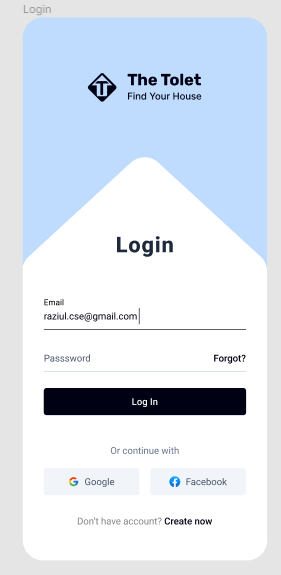 Login
The Tolet
Find Your House
Login
Email
raziul.cse@gmail.com
Passsword
Forgot?
Log In
Or continue with
Google
Facebook
Don't have account? Create now